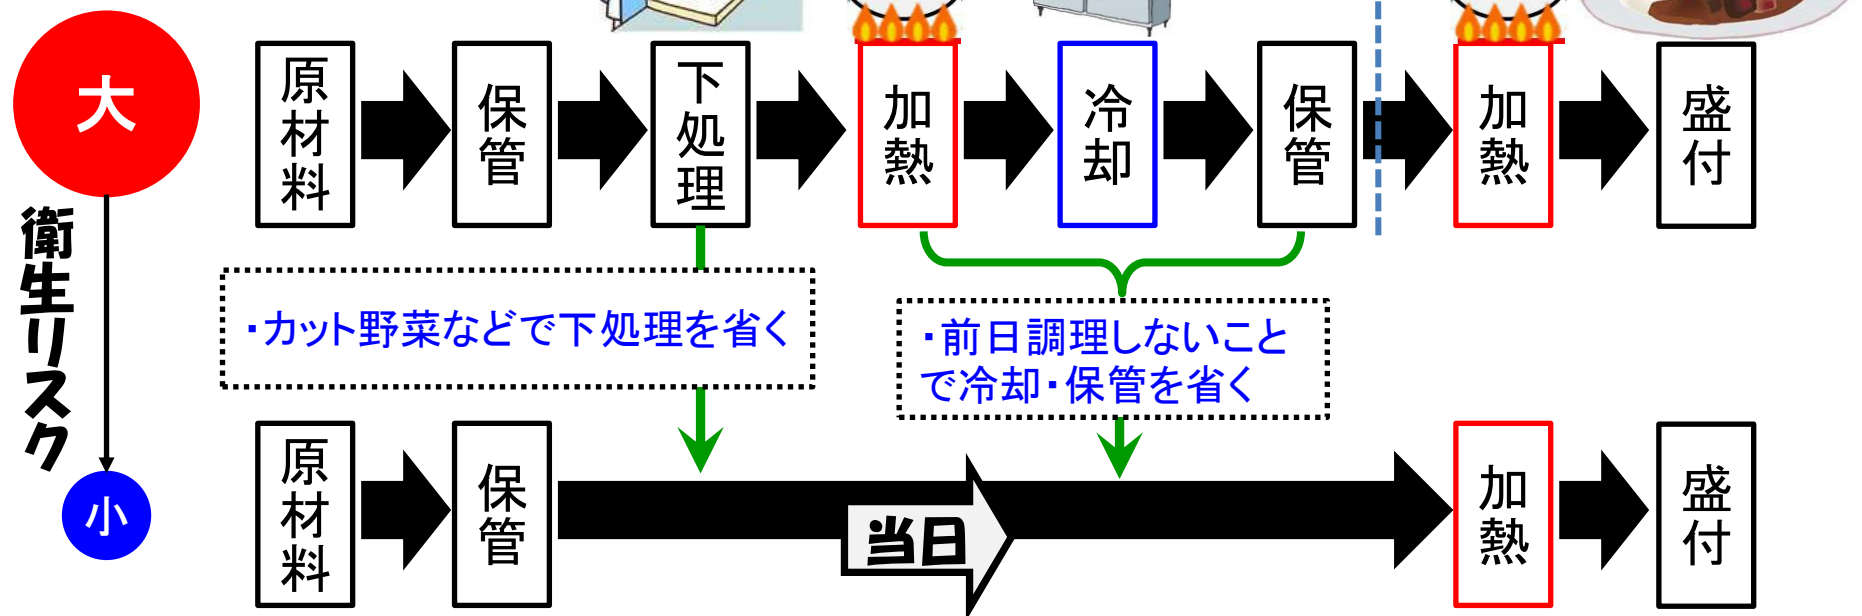 大
原材料
保管
下処理
加熱
冷却
保管
加熱
盛付
衛生リスク
・カット野菜などで下処理を省く
・前日調理しないこと
で冷却・保管を省く
小
原材料
保管
当日
加熱
盛付